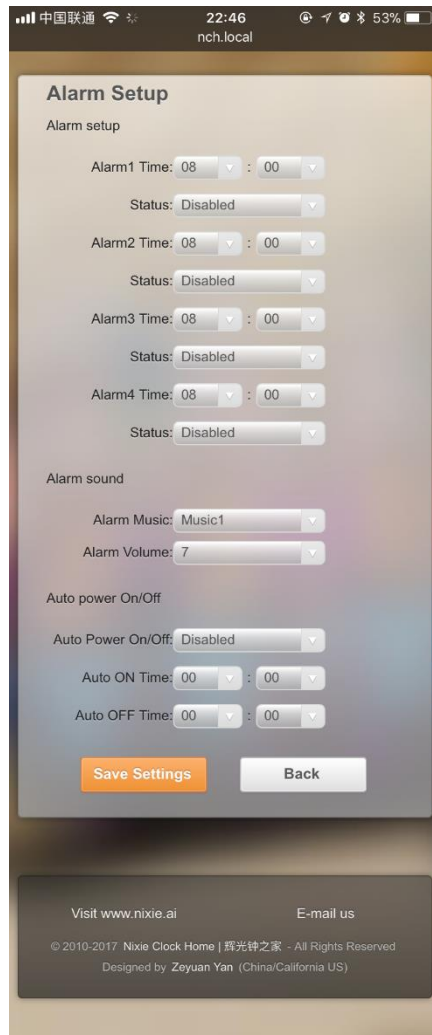 中国联通 22:46 53%
nch.local
Alarm Setup
Alarm setup
Alarm1 Time: 08 : 00
Status: Disabled
Alarm2 Time: 08 : 00
Status: Disabled
Alarm3 Time: 08 : 00
Status: Disabled
Alarm4 Time: 08 : 00
Status: Disabled
Alarm sound
Alarm Music: Music1
Alarm Volume: 7
Auto power On/Off
Auto Power On/Off: Disabled
Auto ON Time: 00 : 00
Auto OFF Time: 00 : 00
Save Settings Back
Visit www.nixie.ai E-mail us
© 2010-2017 Nixie Clock Home | 辉光钟之家 - All Rights Reserved
Designed by Zeyuan Yan (China/California US)